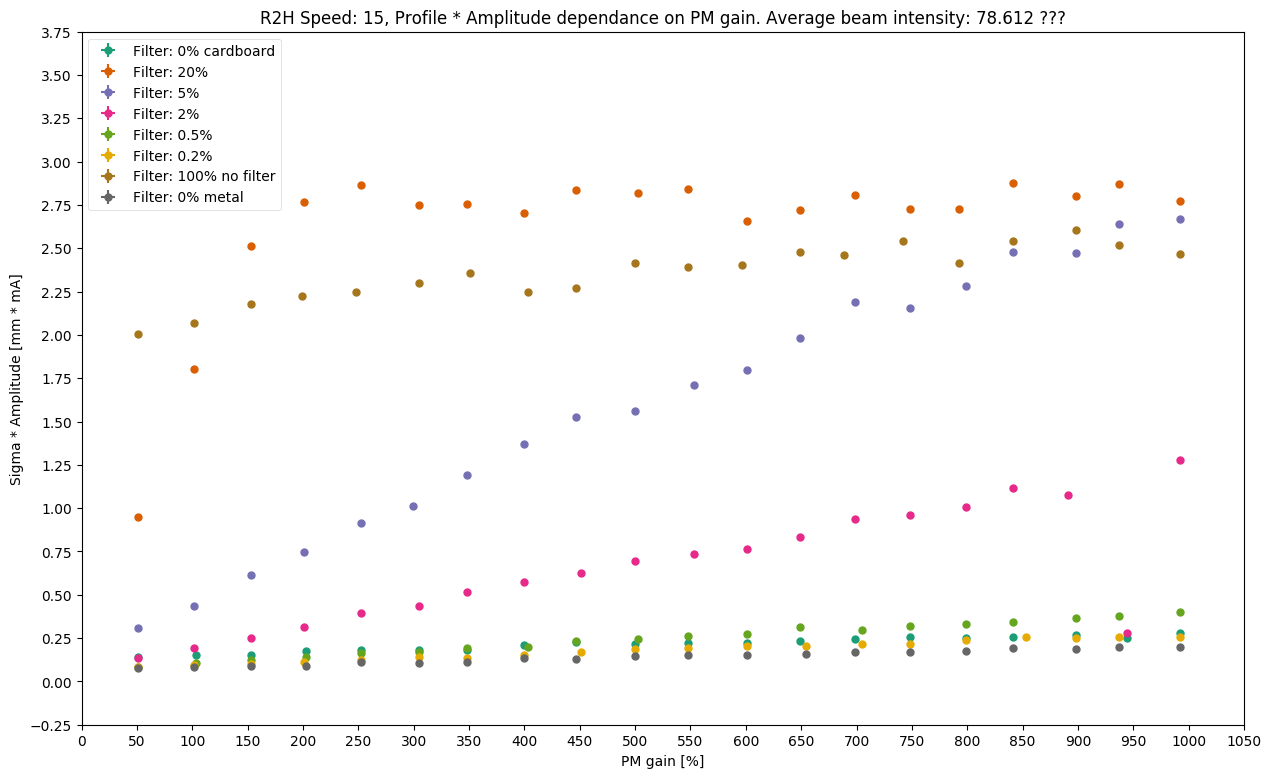 R2H Speed: 15, Profile * Amplitude dependance on PM gain. Average beam intensity: 78.612 ???
Filter: 0% cardboard
Filter: 20%
Filter: 5%
Filter: 2%
Filter: 0.5%
Filter: 0.2%
Filter: 100% no filter
Filter: 0% metal
Sigma * Amplitude [mm * mA]
3.75
3.50
3.25
3.00
2.75
2.50
2.25
2.00
1.75
1.50
1.25
1.00
0.75
0.50
0.25
0.00
−0.25
0 50 100 150 200 250 300 350 400 450 500 550 600 650 700 750 800 850 900 950 1000 1050
PM gain [%]